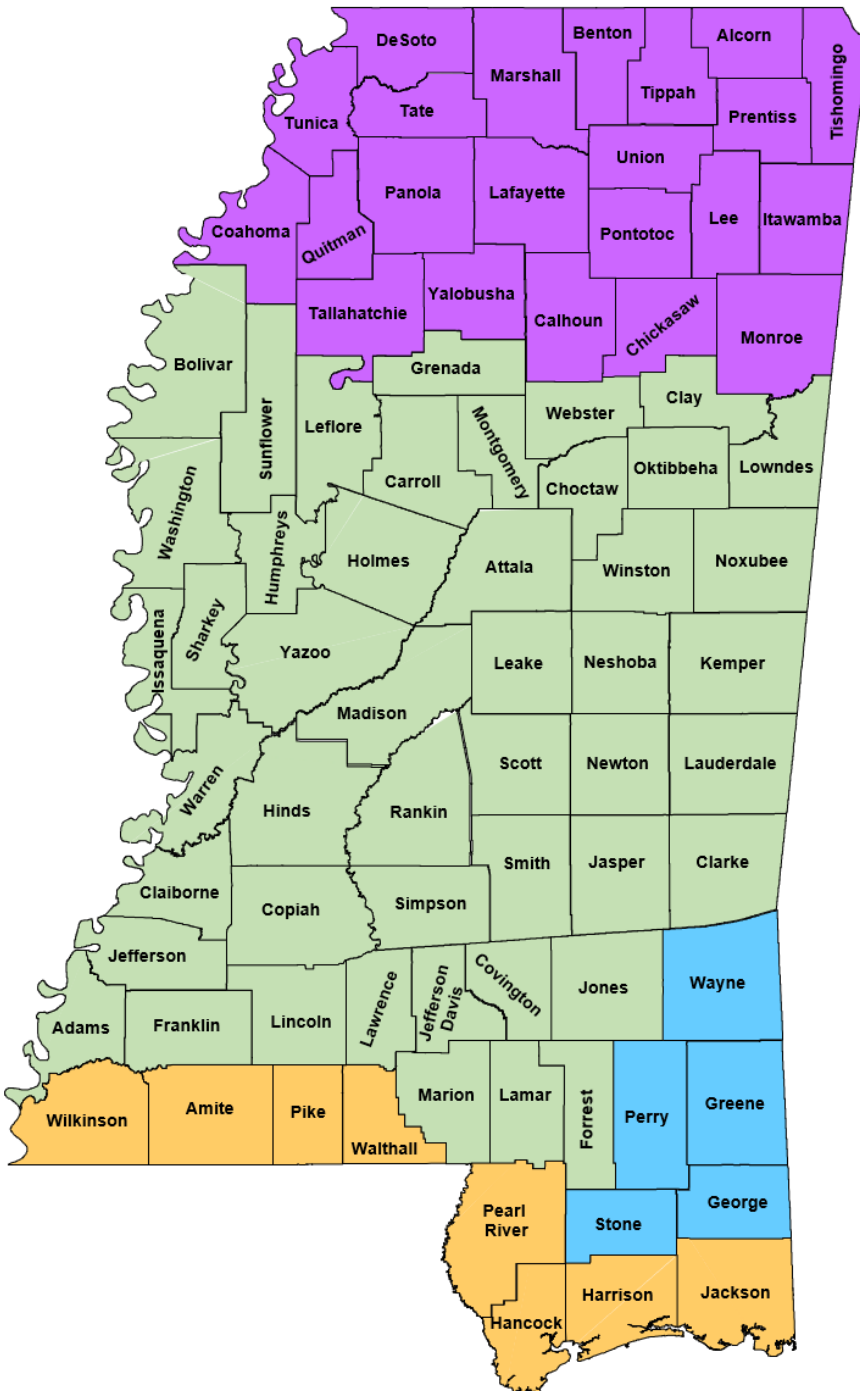 DeSoto
Marshall
Benton
Tippah
Alcorn
Tishomingo
Tunica
Tate
Prentiss
Union
Panola
Lafayette
Coahoma
Quitman
Pontotoc
Lee
Itawamba
Tallahatchie
Yalobusha
Calhoun
Chickasaw
Monroe
Bolivar
Grenada
Sunflower
Leflore
Webster
Clay
Montgomery
Carroll
Choctaw
Oktibbeha
Lowndes
Washington
Humphreys
Holmes
Attala
Winston
Noxubee
Issaquena
Sharkey
Yazoo
Leake
Neshoba
Kemper
Madison
Warren
Scott
Newton
Lauderdale
Hinds
Rankin
Smith
Jasper
Clarke
Claiborne
Copiah
Simpson
Jefferson
Lawrence
Jefferson
Davis
Covington
Jones
Wayne
Adams
Franklin
Lincoln
Marion
Lamar
Forrest
Perry
Greene
Wilkinson
Amite
Pike
Walthall
Pearl
River
Stone
George
Hancock
Harrison
Jackson